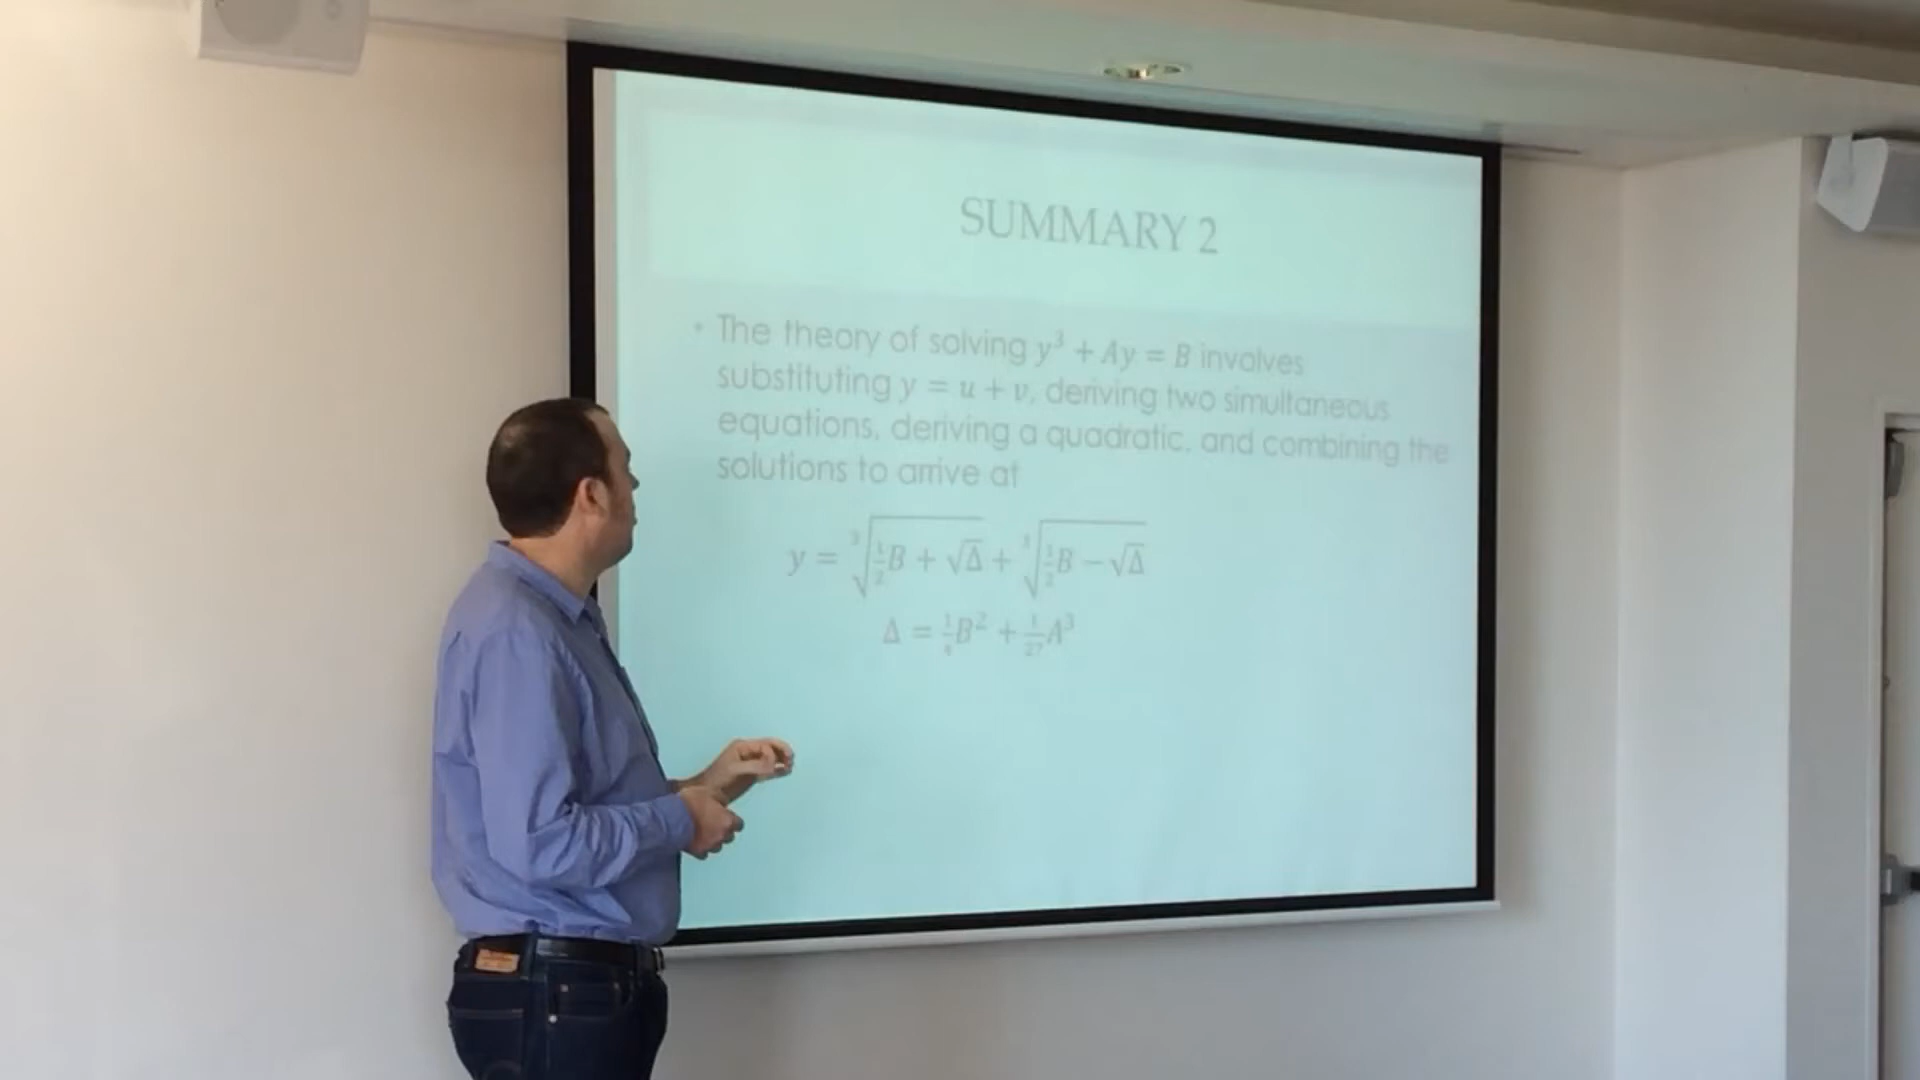 SUMMARY 2
• The theory of solving y³ + Ay = B involves
substituting y = u + v, deriving two simultaneous
equations, deriving a quadratic, and combining the
solutions to arrive at
y = ∛(½B + √Δ) + ∛(½B − √Δ)
Δ = ¼B² + 1/27 A³